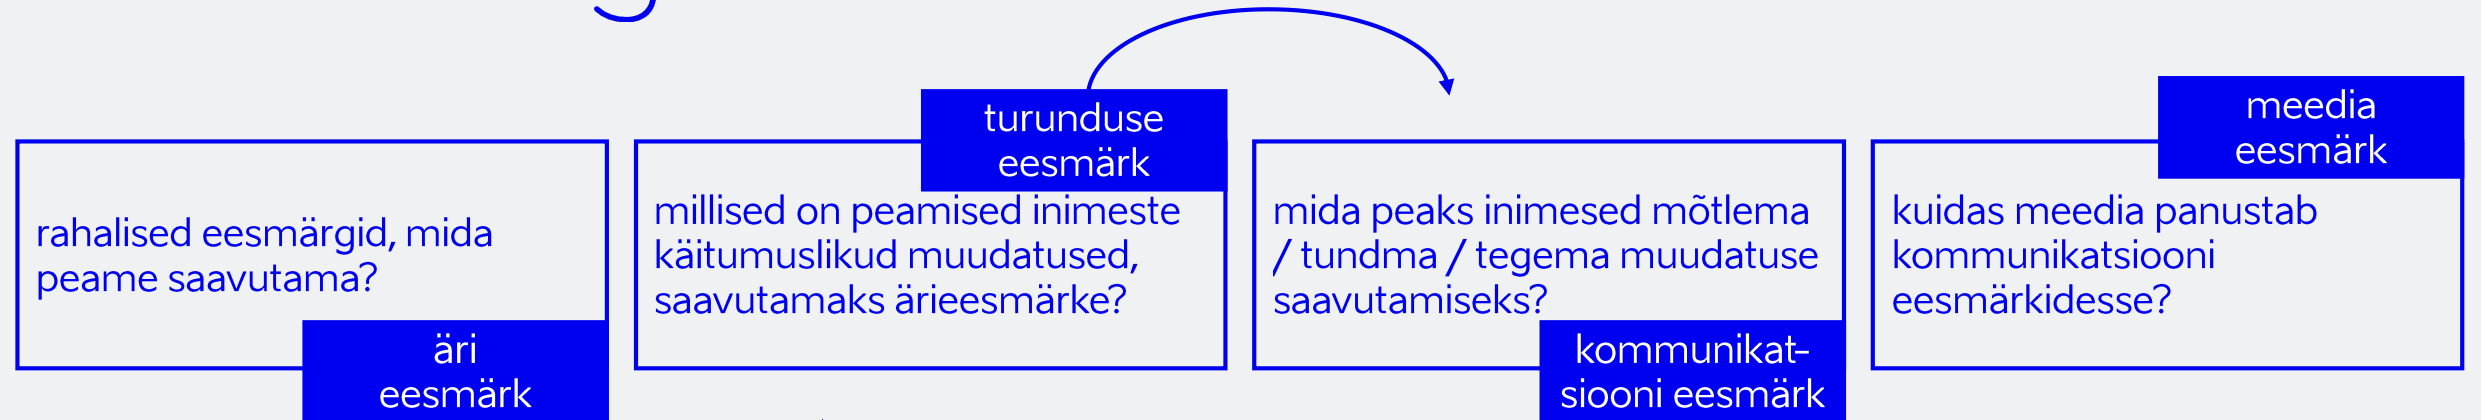 rahalised eesmärgid, mida
peame saavutama?
äri
eesmärk
turunduse
eesmärk
millised on peamised inimeste
käitumuslikud muudatused,
saavutamaks ärieesmärke?
mida peaks inimesed mõtlema
/ tundma / tegema muudatuse
saavutamiseks?
kommunikat-
siooni eesmärk
meedia
eesmärk
kuidas meedia panustab
kommunikatsiooni
eesmärkidesse?